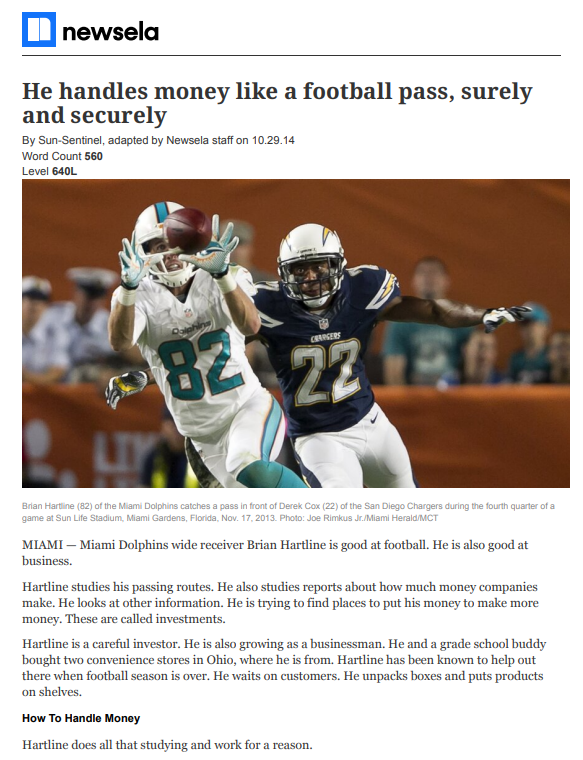 newsela
He handles money like a football pass, surely
and securely
By Sun-Sentinel, adapted by Newsela staff on 10.29.14
Word Count 560
Level 640L
Dolphins
82
CHARGERS
22
Brian Hartline (82) of the Miami Dolphins catches a pass in front of Derek Cox (22) of the San Diego Chargers during the fourth quarter of a
game at Sun Life Stadium, Miami Gardens, Florida, Nov. 17, 2013. Photo: Joe Rimkus Jr./Miami Herald/MCT
MIAMI — Miami Dolphins wide receiver Brian Hartline is good at football. He is also good at
business.
Hartline studies his passing routes. He also studies reports about how much money companies
make. He looks at other information. He is trying to find places to put his money to make more
money. These are called investments.
Hartline is a careful investor. He is also growing as a businessman. He and a grade school buddy
bought two convenience stores in Ohio, where he is from. Hartline has been known to help out
there when football season is over. He waits on customers. He unpacks boxes and puts products
on shelves.
How To Handle Money
Hartline does all that studying and work for a reason.